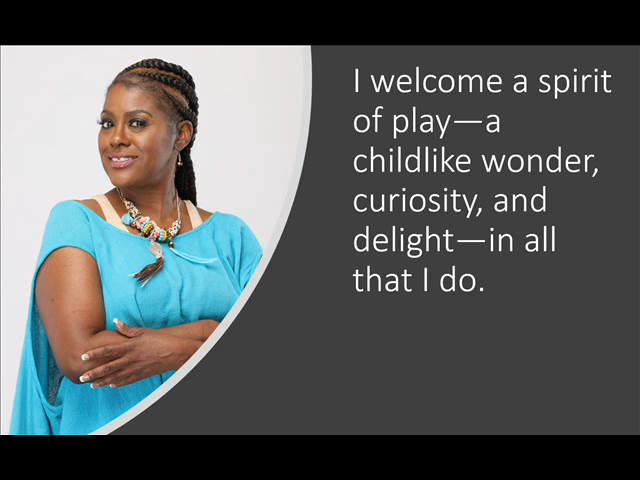 I welcome a spirit
of play—a
childlike wonder,
curiosity, and
delight—in all
that I do.